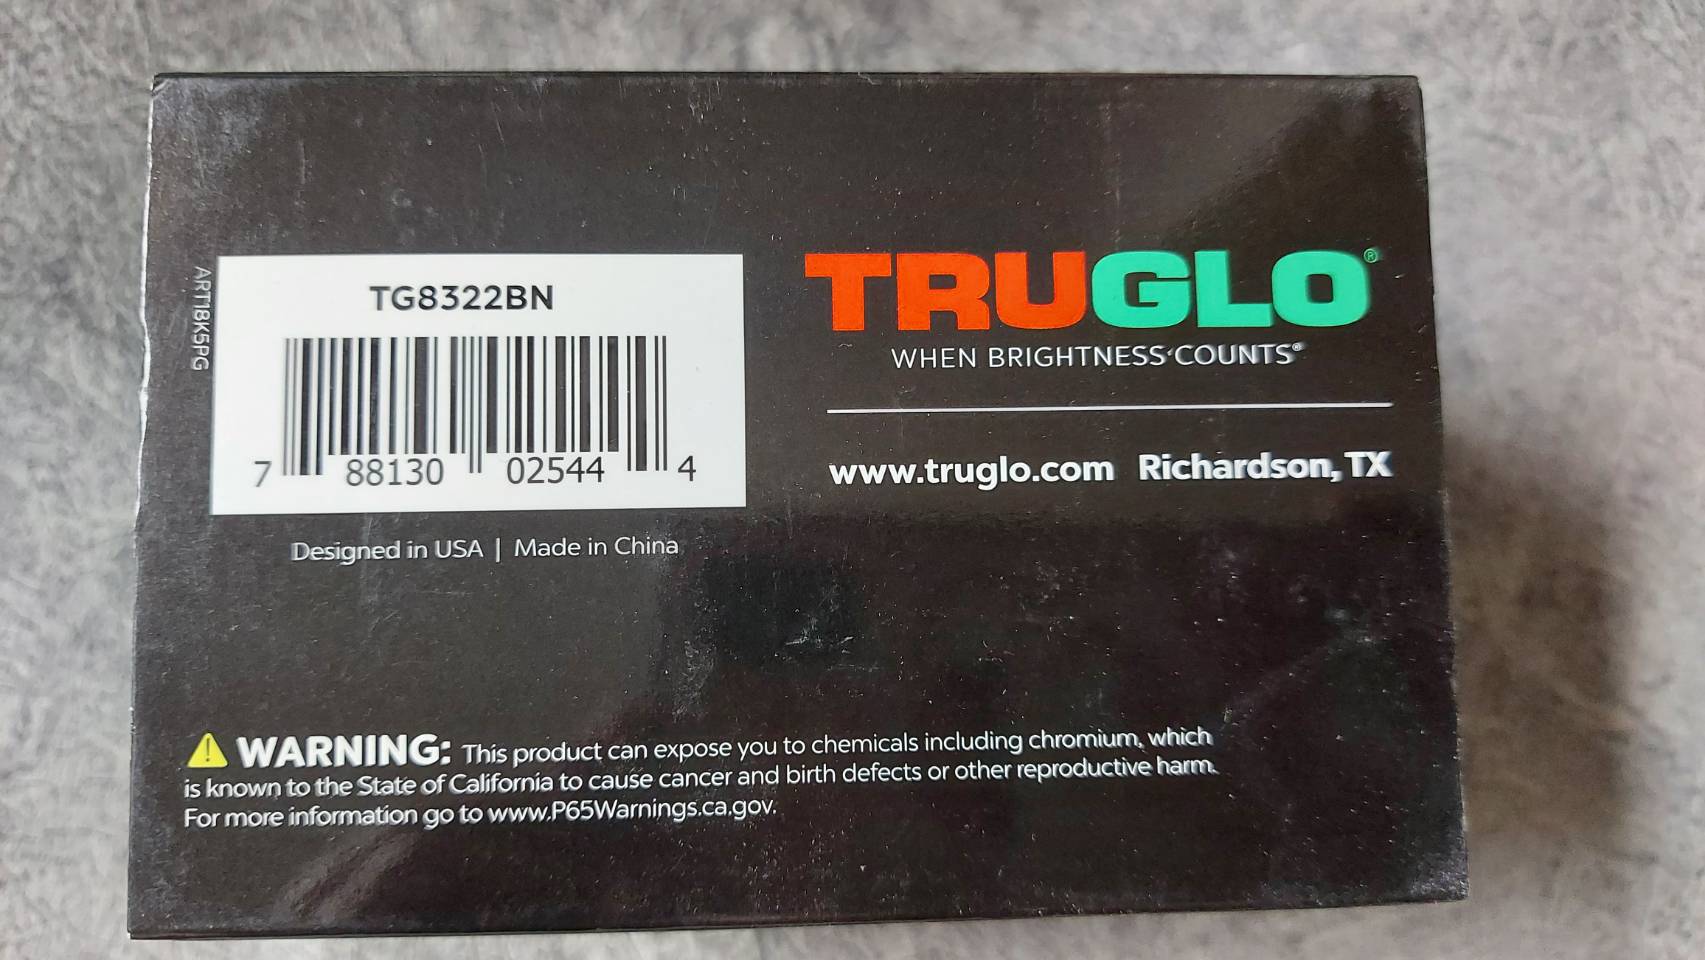 ART18K5PG
TG8322BN
7 88130 02544 4
Designed in USA | Made in China
TRUGLO®
WHEN BRIGHTNESS COUNTS®
www.truglo.com Richardson, TX
WARNING: This product can expose you to chemicals including chromium, which
is known to the State of California to cause cancer and birth defects or other reproductive harm.
For more information go to www.P65Warnings.ca.gov.